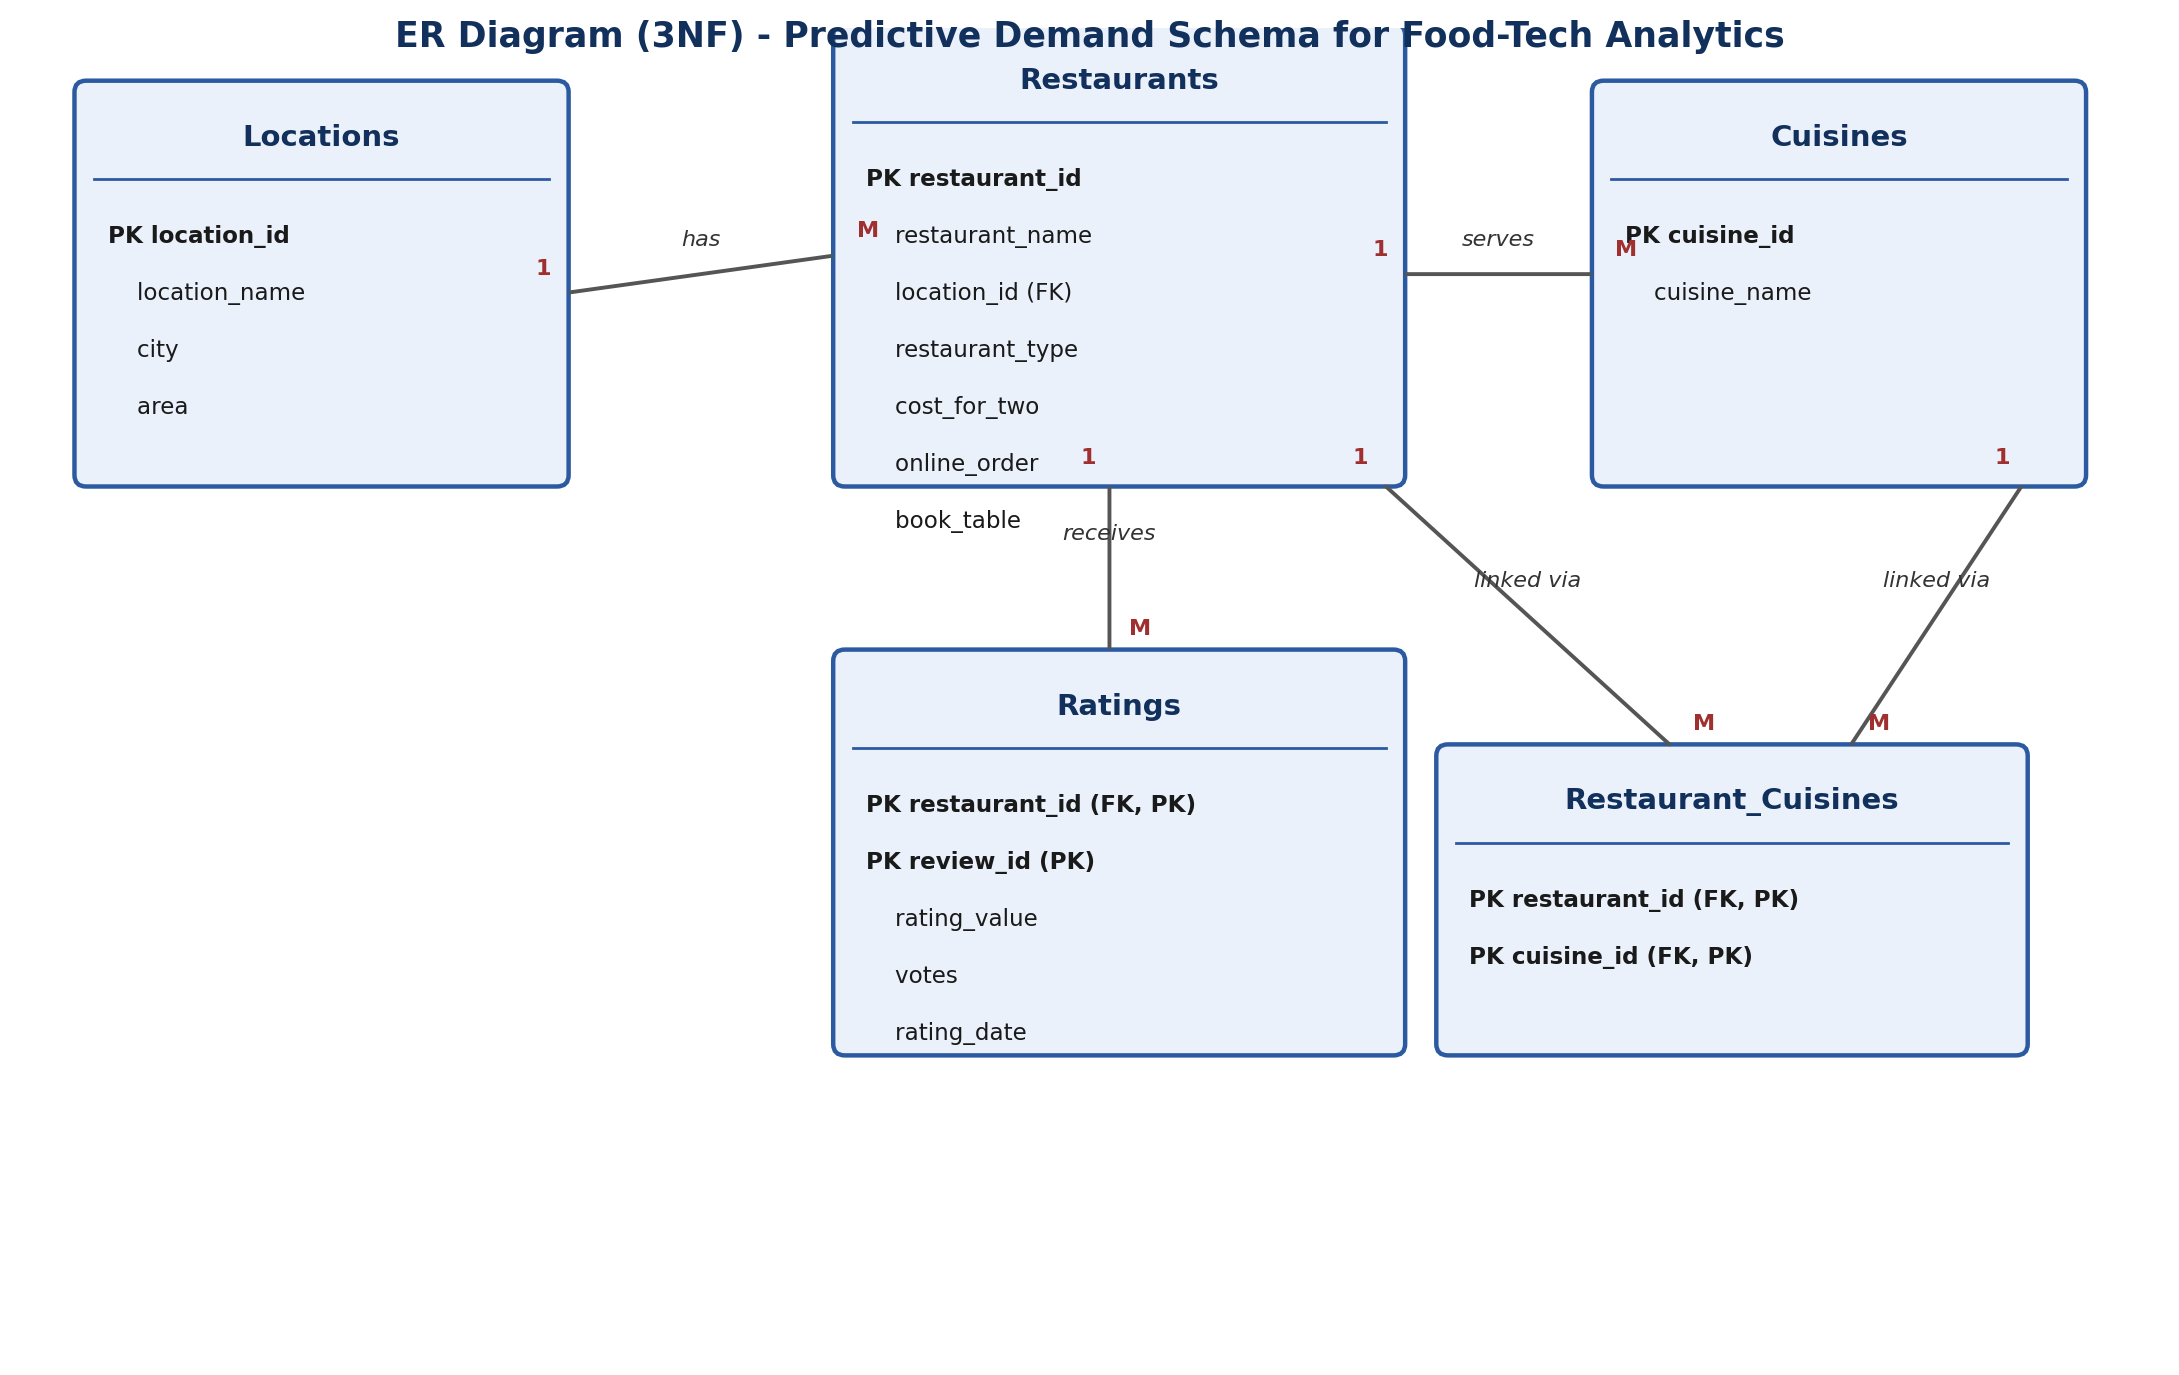 ER Diagram (3NF) - Predictive Demand Schema for Food-Tech Analytics
Locations
PK location_id
location_name
city
area
1
has
M
Restaurants
PK restaurant_id
restaurant_name
location_id (FK)
restaurant_type
cost_for_two
online_order
book_table
1
serves
M
Cuisines
PK cuisine_id
cuisine_name
1
receives
M
1
linked via
M
1
linked via
M
Ratings
PK restaurant_id (FK, PK)
PK review_id (PK)
rating_value
votes
rating_date
Restaurant_Cuisines
PK restaurant_id (FK, PK)
PK cuisine_id (FK, PK)